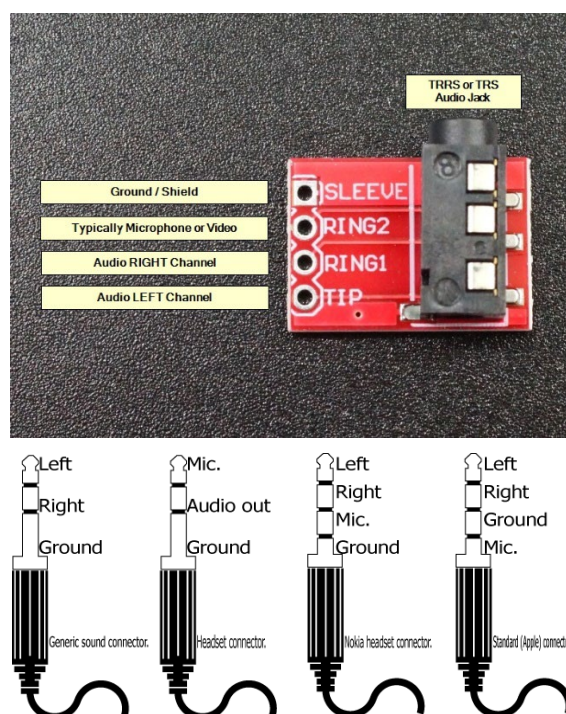 TRRS or TRS
Audio Jack
Ground / Shield
SLEEVE
Typically Microphone or Video
RING2
Audio RIGHT Channel
RING1
Audio LEFT Channel
TIP
Left
Right
Ground
Generic sound connector.
Mic.
Audio out
Ground
Headset connector.
Left
Right
Mic.
Ground
Nokia headset connector.
Left
Right
Ground
Mic.
Standard (Apple)